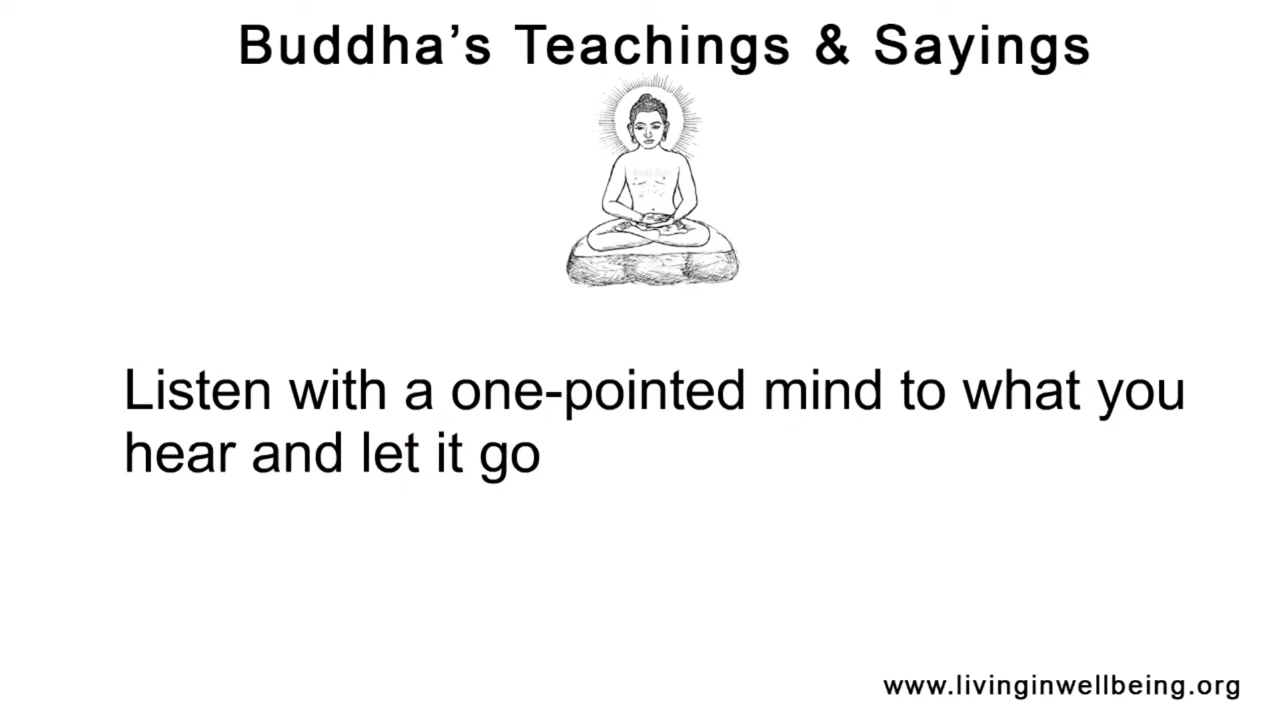 Buddha’s Teachings & Sayings
Listen with a one-pointed mind to what you
hear and let it go
www.livinginwellbeing.org